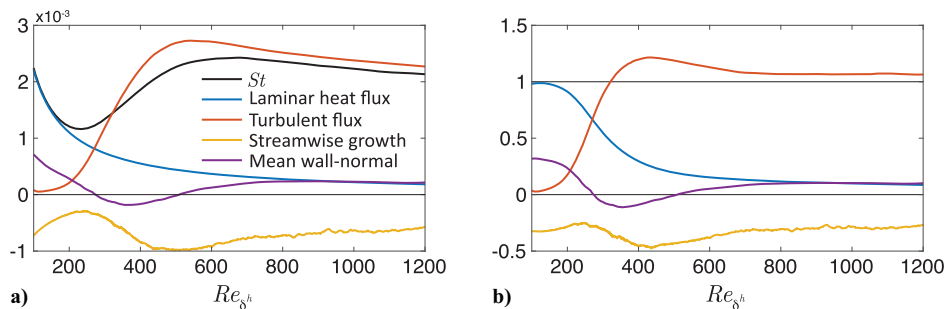 ×10⁻³
3
2
1
0
-1
200 400 600 800 1000 1200
St
Laminar heat flux
Turbulent flux
Streamwise growth
Mean wall-normal
a)
Re_δʰ
1.5
1
0.5
0
-0.5
200 400 600 800 1000 1200
b)
Re_δʰ